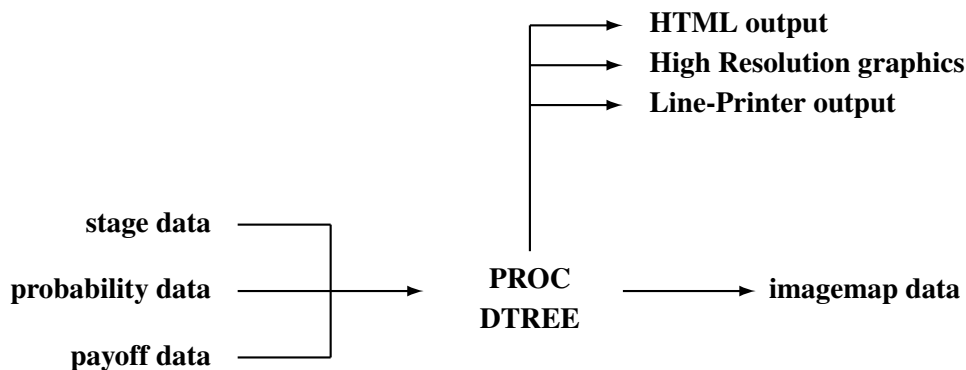 HTML output
High Resolution graphics
Line-Printer output
stage data
probability data
payoff data
PROC
DTREE
imagemap data